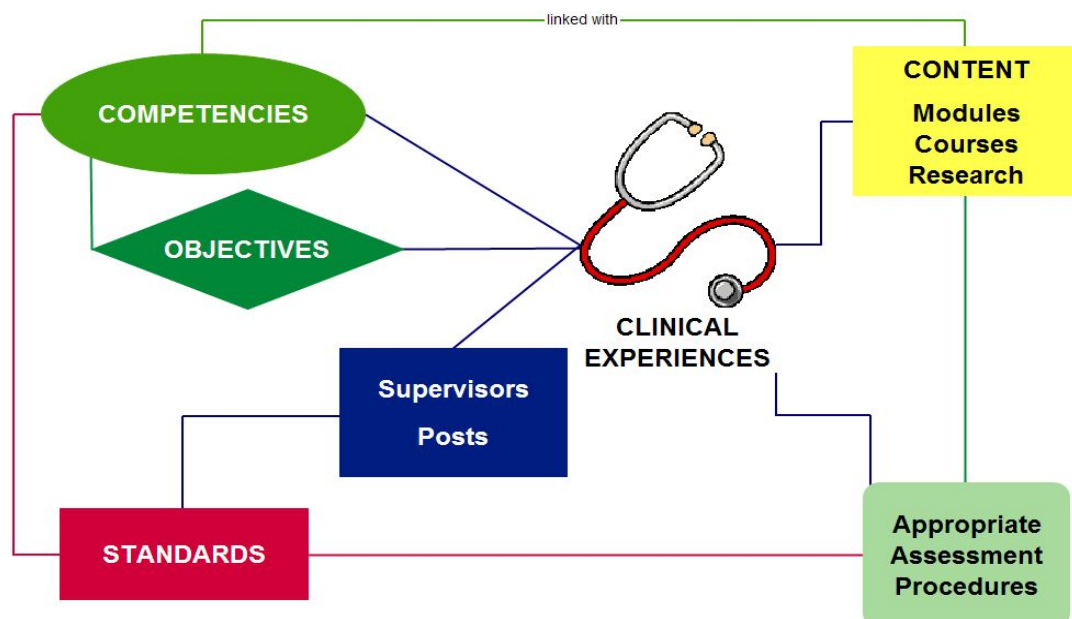 linked with
COMPETENCIES
CONTENT
Modules
Courses
Research
OBJECTIVES
CLINICAL
EXPERIENCES
Supervisors
Posts
STANDARDS
Appropriate
Assessment
Procedures